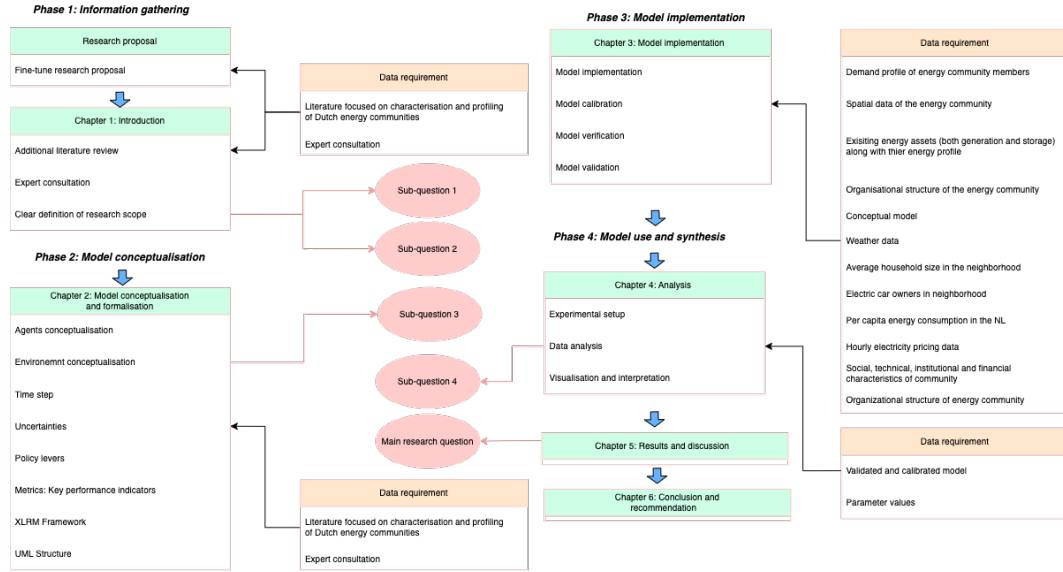 Phase 1: Information gathering
Research proposal
Fine-tune research proposal
Chapter 1: Introduction
Additional literature review
Expert consultation
Clear definition of research scope
Data requirement
Literature focused on characterisation and profiling
of Dutch energy communities
Expert consultation
Sub-question 1
Sub-question 2
Phase 2: Model conceptualisation
Chapter 2: Model conceptualisation
and formalisation
Agents conceptualisation
Environemnt conceptualisation
Time step
Uncertainties
Policy levers
Metrics: Key performance indicators
XLRM Framework
UML Structure
Sub-question 3
Sub-question 4
Main research question
Data requirement
Literature focused on characterisation and profiling
of Dutch energy communities
Expert consultation
Phase 3: Model implementation
Chapter 3: Model implementation
Model implementation
Model calibration
Model verification
Model validation
Phase 4: Model use and synthesis
Chapter 4: Analysis
Experimental setup
Data analysis
Visualisation and interpretation
Chapter 5: Results and discussion
Chapter 6: Conclusion and
recommendation
Data requirement
Demand profile of energy community members
Spatial data of the energy community
Exisiting energy assets (both generation and storage)
along with thier energy profile
Organisational structure of the energy community
Conceptual model
Weather data
Average household size in the neighborhood
Electric car owners in neighborhood
Per capita energy consumption in the NL
Hourly electricity pricing data
Social, technical, institutional and financial
characteristics of community
Organizational structure of energy community
Data requirement
Validated and calibrated model
Parameter values